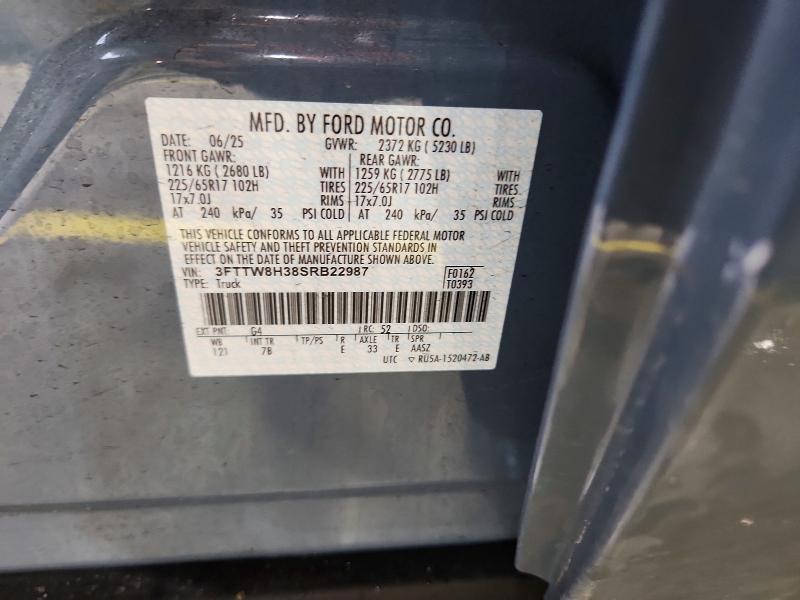 MFD. BY FORD MOTOR CO.
DATE: 06/25 GVWR: 2372 KG ( 5230 LB)
FRONT GAWR: REAR GAWR:
1216 KG ( 2680 LB) WITH 1259 KG ( 2775 LB) WITH
225/65R17 102H TIRES 225/65R17 102H TIRES
17x7.0J RIMS 17x7.0J RIMS
AT 240 kPa/ 35 PSI COLD AT 240 kPa/ 35 PSI COLD
THIS VEHICLE CONFORMS TO ALL APPLICABLE FEDERAL MOTOR
VEHICLE SAFETY AND THEFT PREVENTION STANDARDS IN
EFFECT ON THE DATE OF MANUFACTURE SHOWN ABOVE.
VIN: 3FTTW8H38SRB22987 F0162
TYPE: Truck T0393
EXT PNT: G4 RC: 52 DSO:
WB INT TR TP/PS R AXLE TR SPR
121 7B E 33 E AASZ
UTC ▽ RU5A-1520472-AB